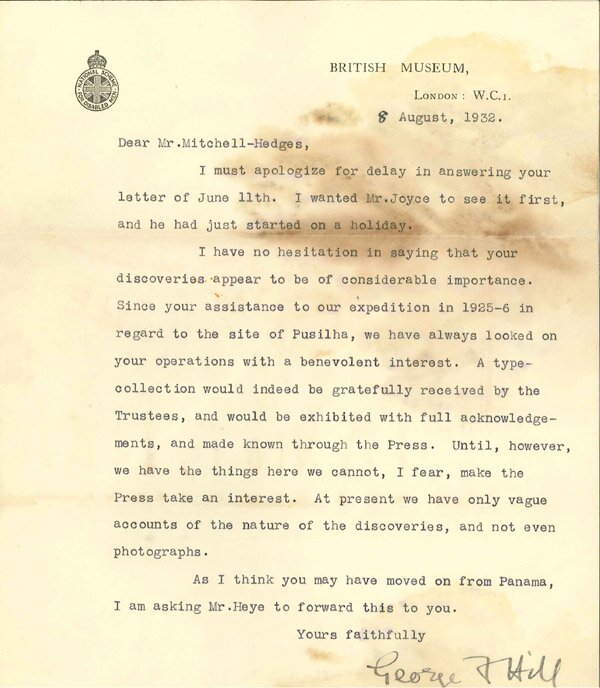 NATIONAL SCHEME
FOR DISABLED MEN
BRITISH MUSEUM,
LONDON: W.C.1.
8 August, 1932.
Dear Mr.Mitchell-Hedges,
I must apologize for delay in answering your
letter of June 11th. I wanted Mr.Joyce to see it first,
and he had just started on a holiday.
I have no hesitation in saying that your
discoveries appear to be of considerable importance.
Since your assistance to our expedition in 1925-6 in
regard to the site of Pusilha, we have always looked on
your operations with a benevolent interest. A type-
collection would indeed be gratefully received by the
Trustees, and would be exhibited with full acknowledge-
ments, and made known through the Press. Until, however,
we have the things here we cannot, I fear, make the
Press take an interest. At present we have only vague
accounts of the nature of the discoveries, and not even
photographs.
As I think you may have moved on from Panama,
I am asking Mr.Heye to forward this to you.
Yours faithfully
George F Hill